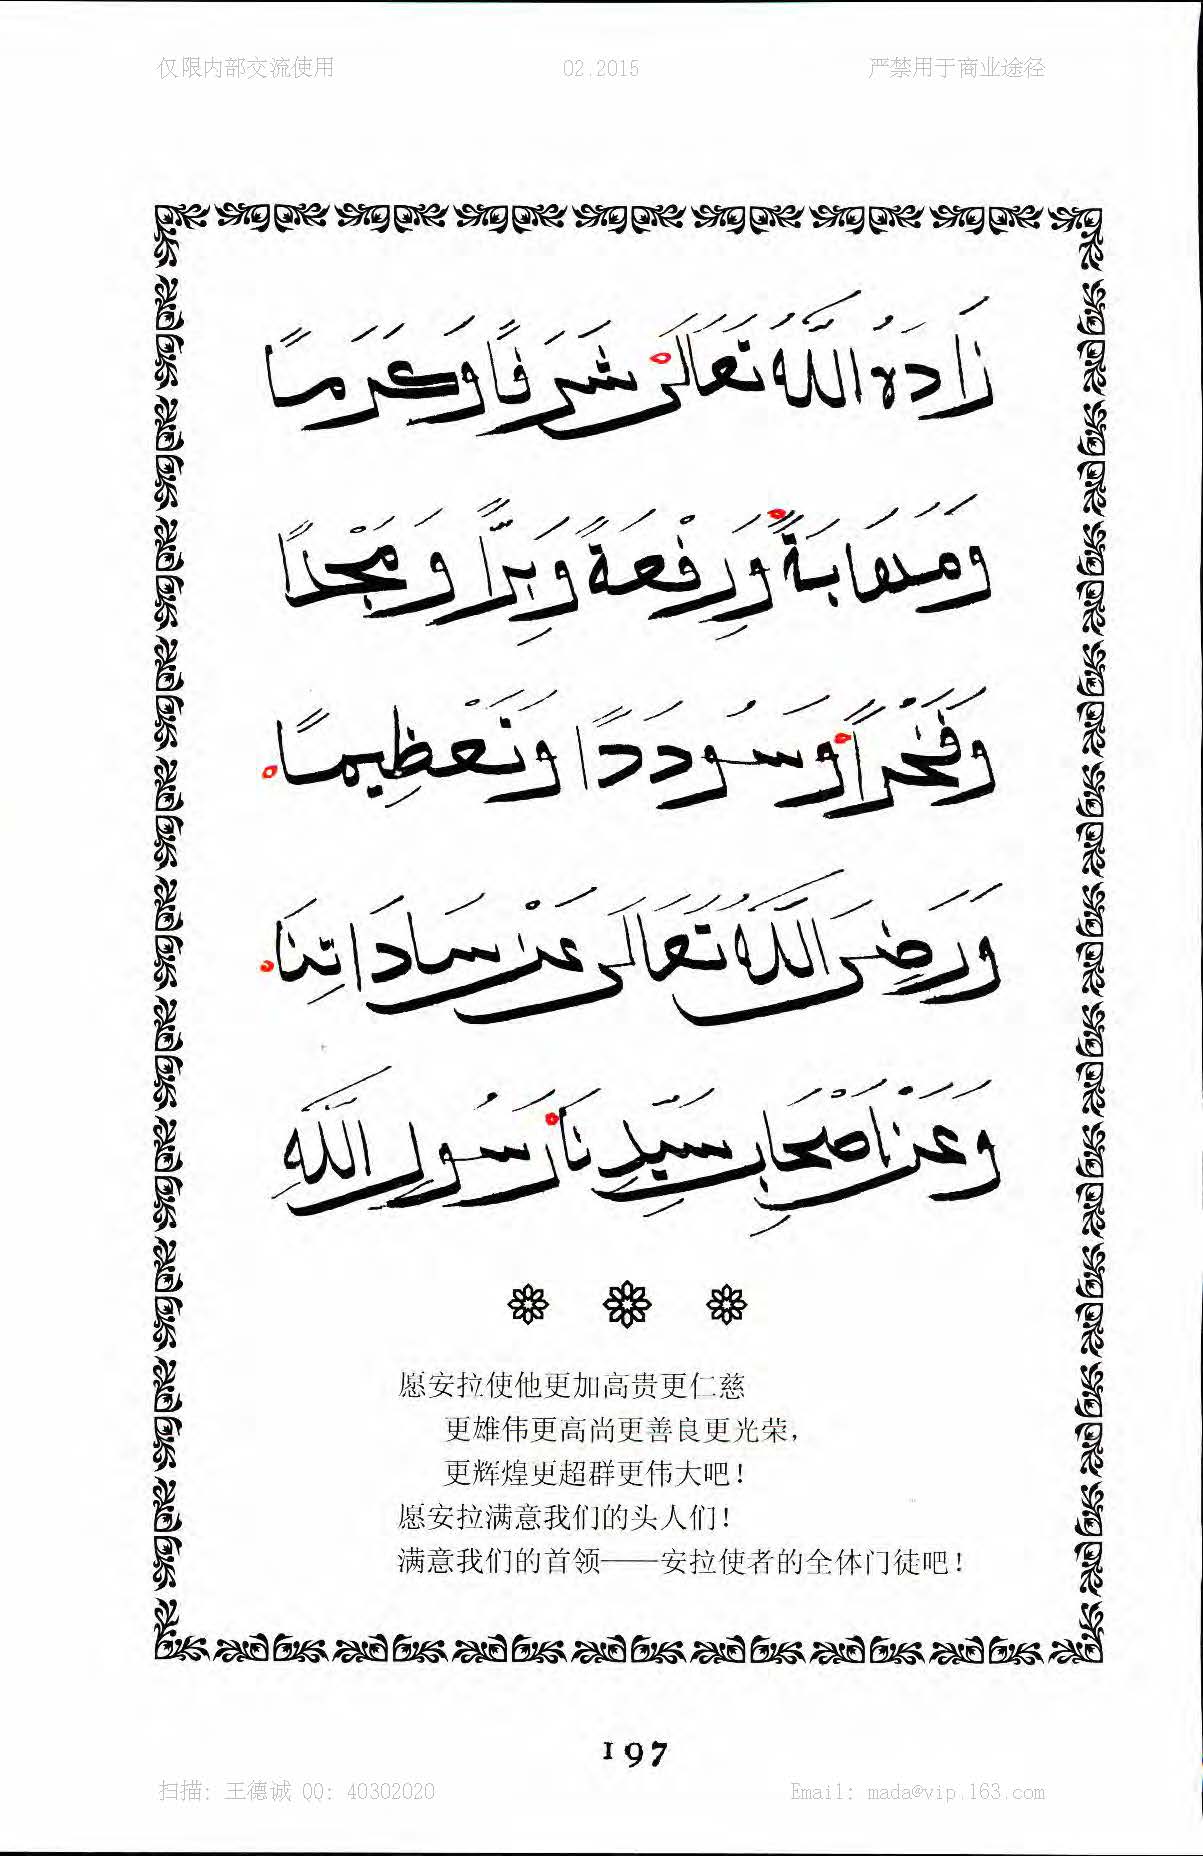 仅限内部交流使用 02.2015 严禁用于商业途径
زَادَهُ اللَّهُ تَعَالَى شَرَفًا وَكَرَمًا
وَمَهَابَةً وَرِفْعَةً وَبِرًّا وَمَجْدًا
وَفَخْرًا وَسُودَدًا وَتَعْظِيمًا
وَرَضِىَ اللَّهُ تَعَالَى عَنْ سَادَاتِنَا
وَعَنْ اَصْحَابِ سَيِّدِنَا رَسُولِ اللَّهِ
愿安拉使他更加高贵更仁慈
更雄伟更高尚更善良更光荣，
更辉煌更超群更伟大吧！
愿安拉满意我们的头人们！
满意我们的首领——安拉使者的全体门徒吧！
197
扫描: 王德诚 QQ: 40302020 Email: mada@vip.163.com